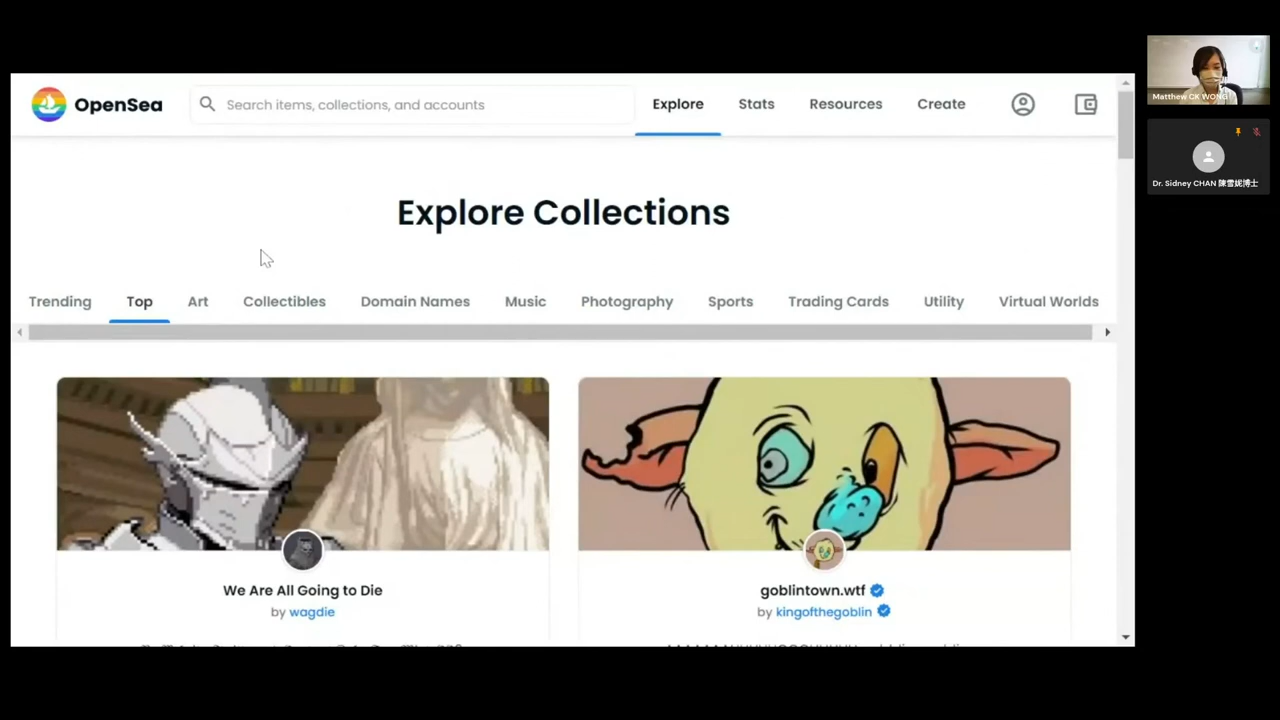 OpenSea
Search items, collections, and accounts
Explore
Stats
Resources
Create
Explore Collections
Trending
Top
Art
Collectibles
Domain Names
Music
Photography
Sports
Trading Cards
Utility
Virtual Worlds
We Are All Going to Die
by wagdie
goblintown.wtf
by kingofthegoblin
Matthew CK WONG
Dr. Sidney CHAN 陳雪妮博士